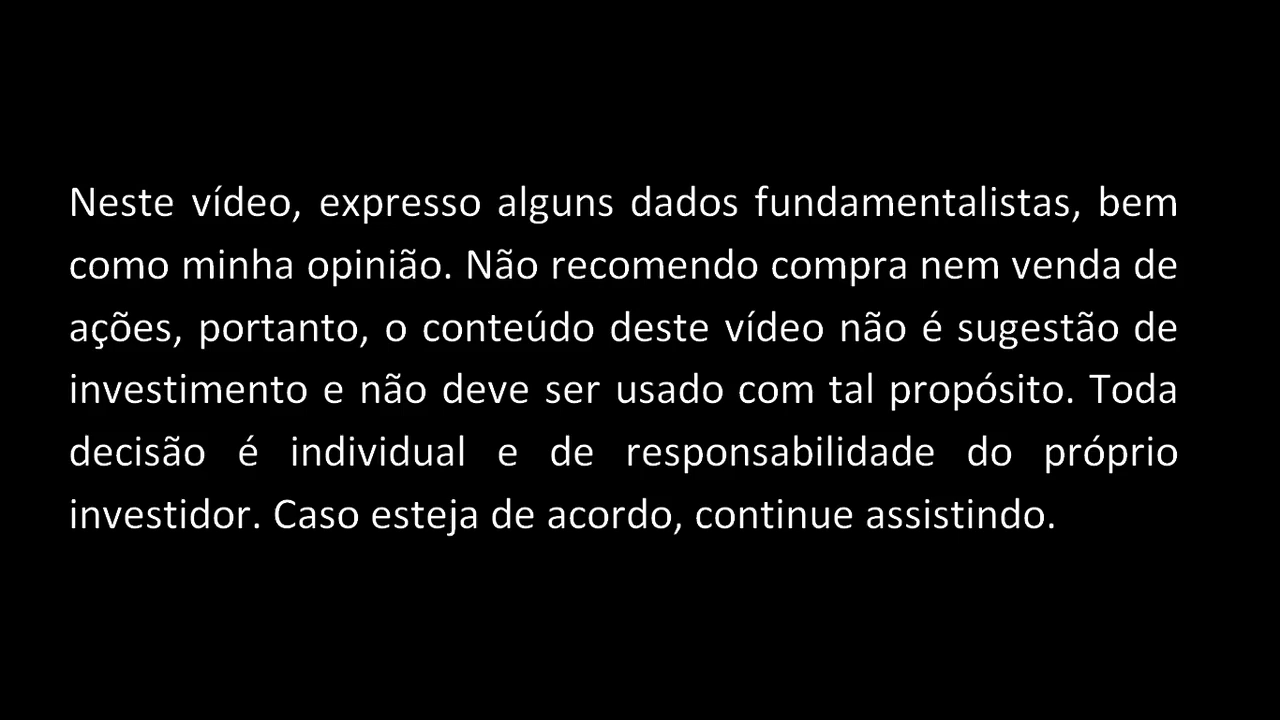 Neste vídeo, expresso alguns dados fundamentalistas, bem
como minha opinião. Não recomendo compra nem venda de
ações, portanto, o conteúdo deste vídeo não é sugestão de
investimento e não deve ser usado com tal propósito. Toda
decisão é individual e de responsabilidade do próprio
investidor. Caso esteja de acordo, continue assistindo.